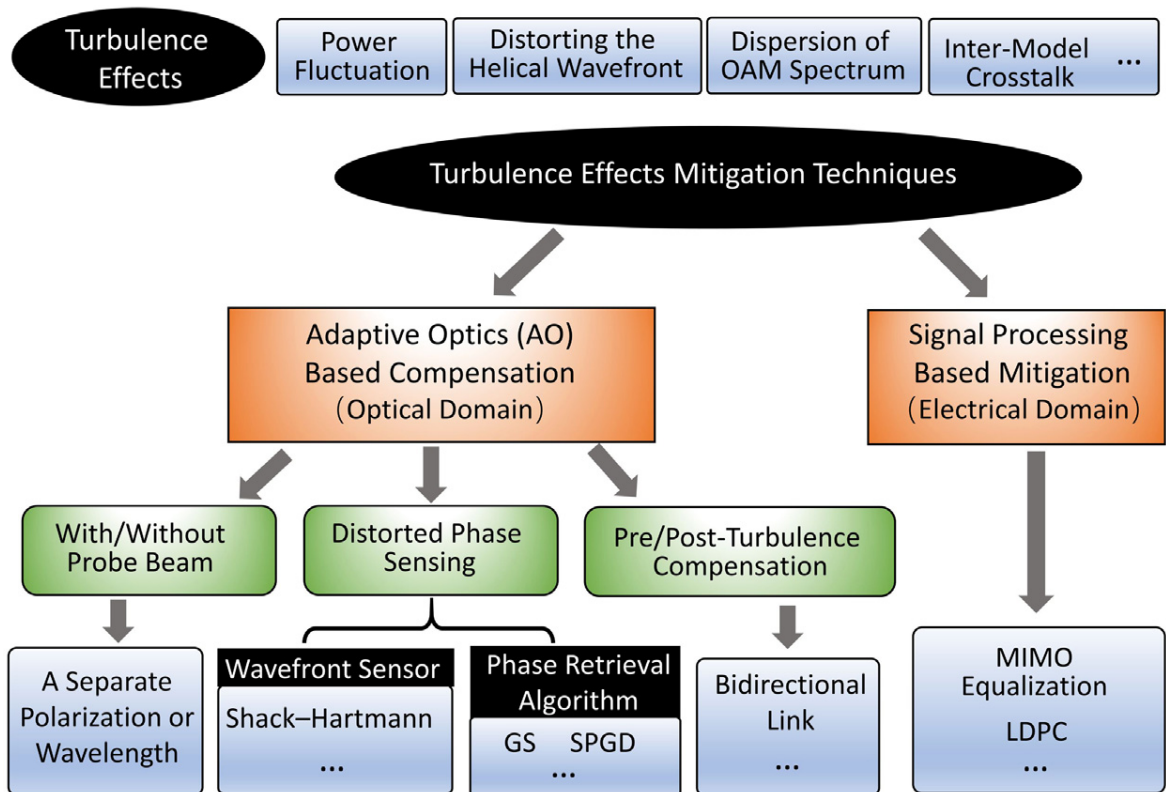 Turbulence
Effects
Power
Fluctuation
Distorting the
Helical Wavefront
Dispersion of
OAM Spectrum
Inter-Model
Crosstalk
...
Turbulence Effects Mitigation Techniques
Adaptive Optics (AO)
Based Compensation
(Optical Domain)
Signal Processing
Based Mitigation
(Electrical Domain)
With/Without
Probe Beam
Distorted Phase
Sensing
Pre/Post-Turbulence
Compensation
A Separate
Polarization or
Wavelength
Wavefront Sensor
Shack–Hartmann
...
Phase Retrieval
Algorithm
GS SPGD
...
Bidirectional
Link
...
MIMO
Equalization
LDPC
...